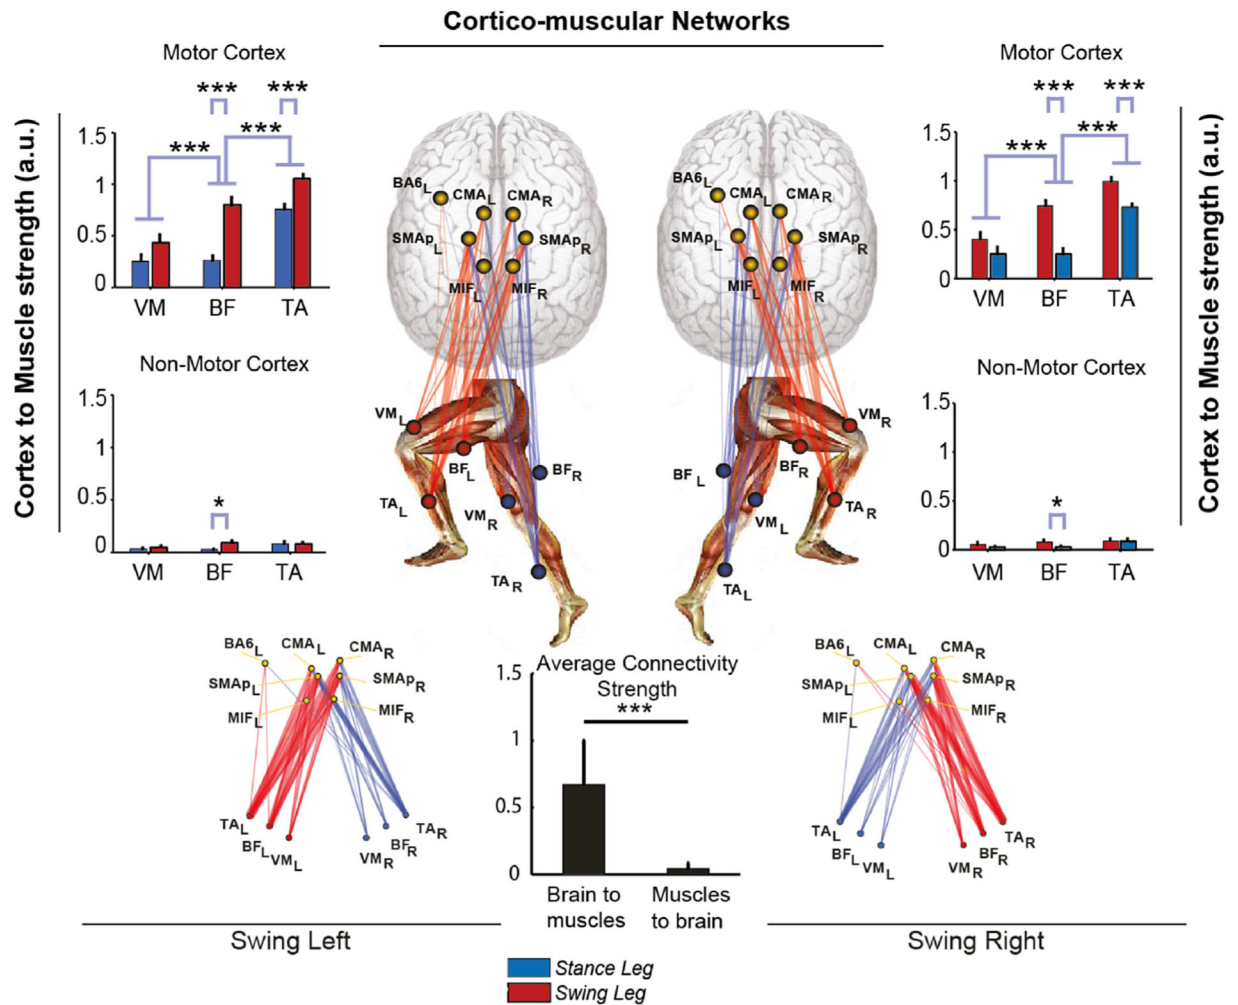 Cortico-muscular Networks
Motor Cortex
Cortex to Muscle strength (a.u.)
*** ***
***
***
1.5
1
0.5
0
VM BF TA
Non-Motor Cortex
1.5
1
0.5
0
*
VM BF TA
BA6L
CMAL
CMAR
SMApL
SMApR
MIFL
MIFR
VML
BFL
BFR
TAL
VMR
TAR
BA6L
CMAL
CMAR
SMApL
SMApR
MIFL
MIFR
VMR
BFL
BFR
VML
TAR
TAL
Motor Cortex
Cortex to Muscle strength (a.u.)
*** ***
***
***
1.5
1
0.5
0
VM BF TA
Non-Motor Cortex
1.5
1
0.5
0
*
VM BF TA
BA6L
CMAL
CMAR
SMApL
SMApR
MIFL
MIFR
TAL
BFL
VML
VMR
BFR
TAR
Average Connectivity
Strength
***
1.5
1
0.5
0
Brain to
muscles
Muscles
to brain
BA6L
CMAL
CMAR
SMApL
SMApR
MIFL
MIFR
TAL
BFL
VML
VMR
BFR
TAR
Swing Left
Swing Right
Stance Leg
Swing Leg